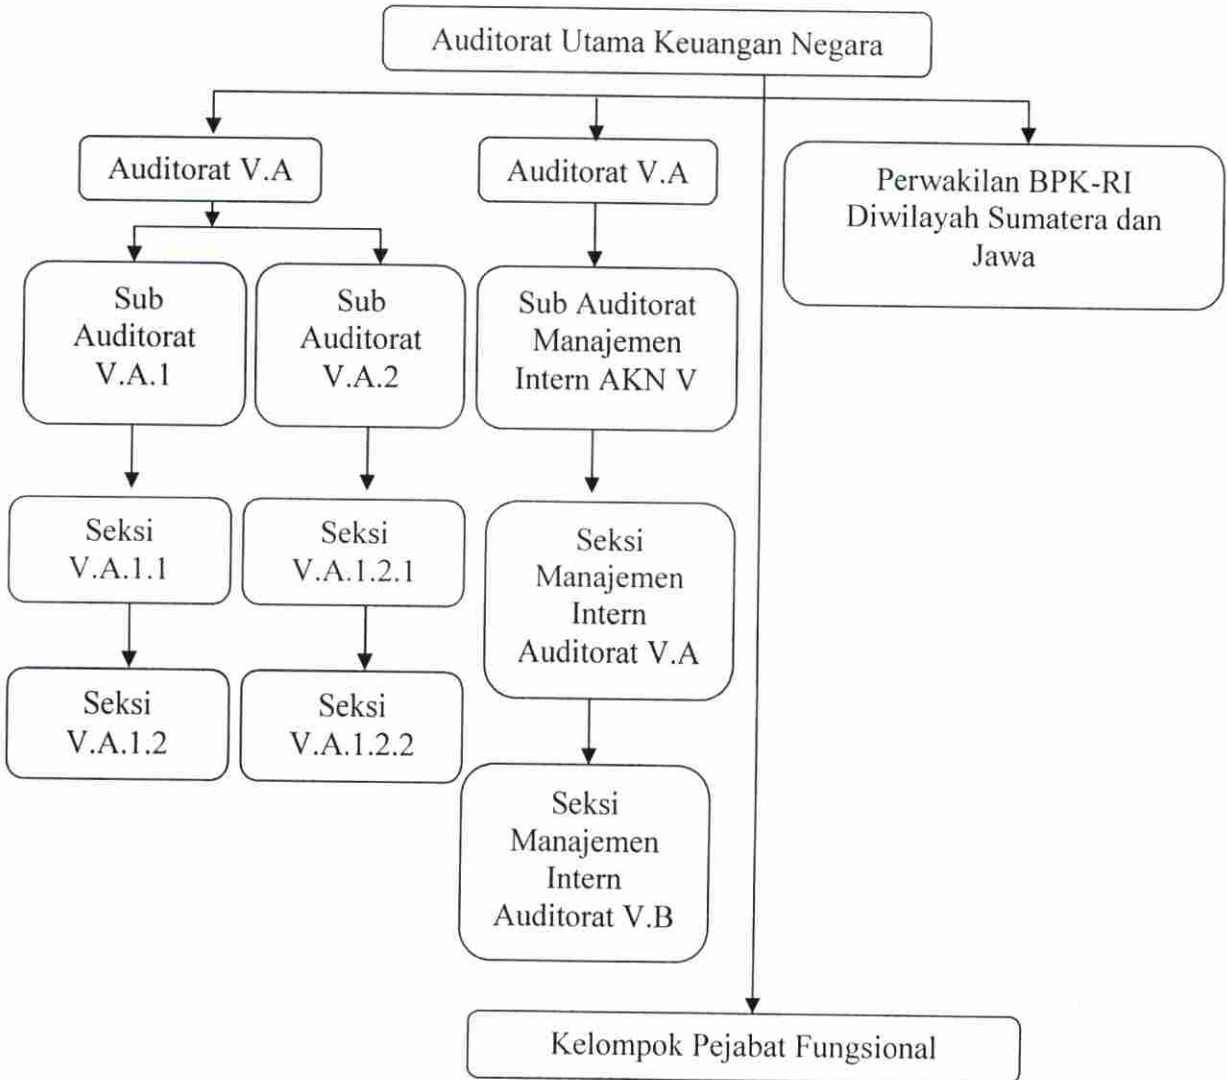 Auditorat Utama Keuangan Negara
Auditorat V.A
Auditorat V.A
Perwakilan BPK-RI
Diwilayah Sumatera dan
Jawa
Sub
Auditorat
V.A.1
Sub
Auditorat
V.A.2
Sub Auditorat
Manajemen
Intern AKN V
Seksi
V.A.1.1
Seksi
V.A.1.2.1
Seksi
Manajemen
Intern
Auditorat V.A
Seksi
V.A.1.2
Seksi
V.A.1.2.2
Seksi
Manajemen
Intern
Auditorat V.B
Kelompok Pejabat Fungsional